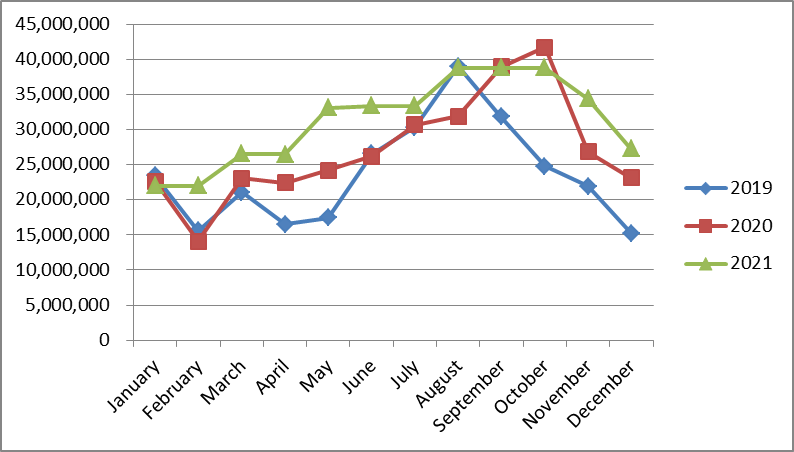 45,000,000
40,000,000
35,000,000
30,000,000
25,000,000
20,000,000
15,000,000
10,000,000
5,000,000
0
January
February
March
April
May
June
July
August
September
October
November
December
2019
2020
2021